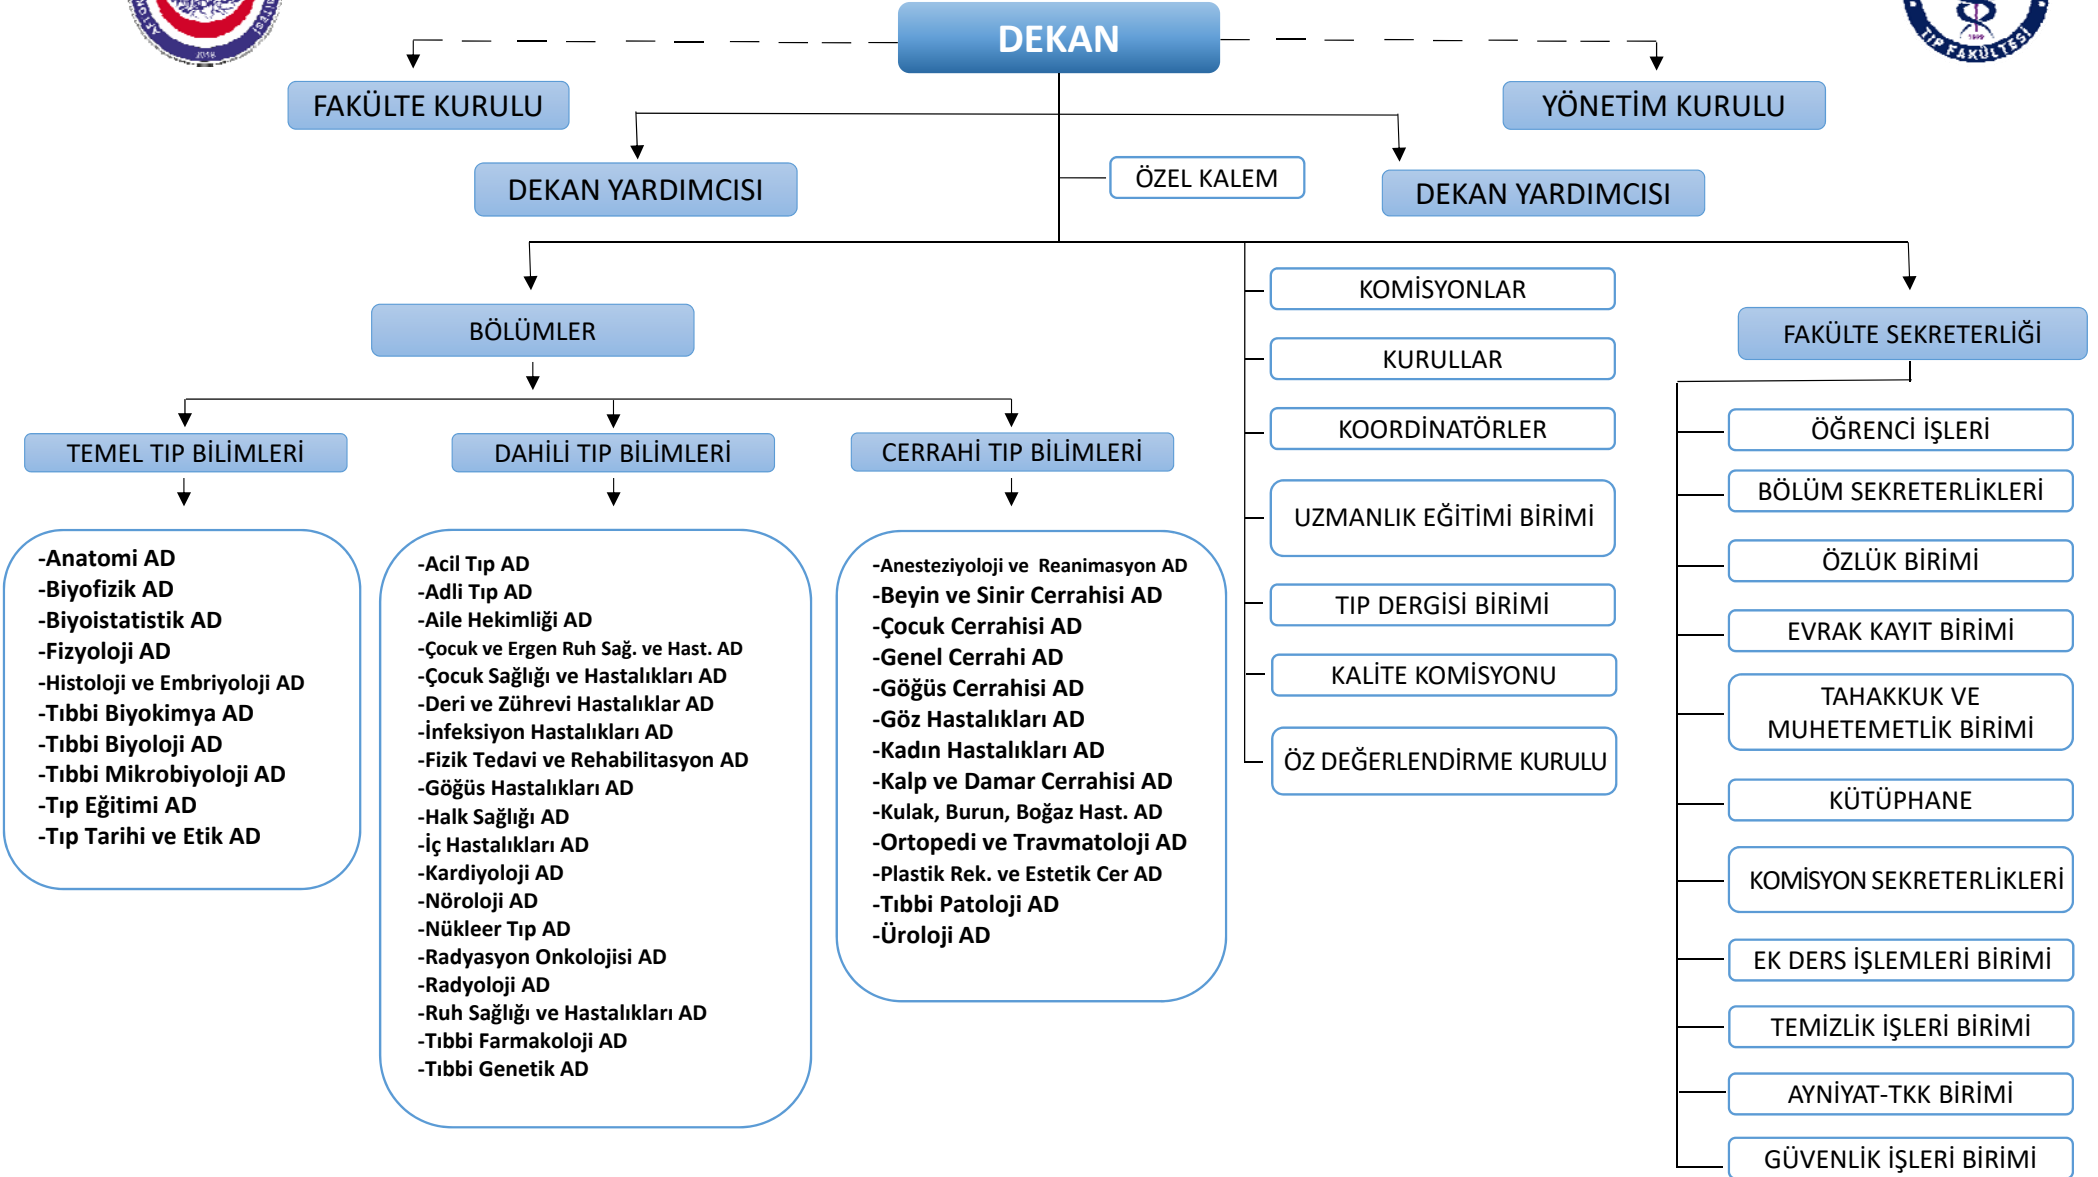 DEKAN
2018
1999
TIP FAKÜLTESİ
FAKÜLTE KURULU
YÖNETİM KURULU
DEKAN YARDIMCISI
ÖZEL KALEM
DEKAN YARDIMCISI
BÖLÜMLER
TEMEL TIP BİLİMLERİ
DAHİLİ TIP BİLİMLERİ
CERRAHİ TIP BİLİMLERİ
-Anatomi AD
-Biyofizik AD
-Biyoistatistik AD
-Fizyoloji AD
-Histoloji ve Embriyoloji AD
-Tıbbi Biyokimya AD
-Tıbbi Biyoloji AD
-Tıbbi Mikrobiyoloji AD
-Tıp Eğitimi AD
-Tıp Tarihi ve Etik AD
-Acil Tıp AD
-Adli Tıp AD
-Aile Hekimliği AD
-Çocuk ve Ergen Ruh Sağ. ve Hast. AD
-Çocuk Sağlığı ve Hastalıkları AD
-Deri ve Zührevi Hastalıklar AD
-İnfeksiyon Hastalıkları AD
-Fizik Tedavi ve Rehabilitasyon AD
-Göğüs Hastalıkları AD
-Halk Sağlığı AD
-İç Hastalıkları AD
-Kardiyoloji AD
-Nöroloji AD
-Nükleer Tıp AD
-Radyasyon Onkolojisi AD
-Radyoloji AD
-Ruh Sağlığı ve Hastalıkları AD
-Tıbbi Farmakoloji AD
-Tıbbi Genetik AD
-Anesteziyoloji ve Reanimasyon AD
-Beyin ve Sinir Cerrahisi AD
-Çocuk Cerrahisi AD
-Genel Cerrahi AD
-Göğüs Cerrahisi AD
-Göz Hastalıkları AD
-Kadın Hastalıkları AD
-Kalp ve Damar Cerrahisi AD
-Kulak, Burun, Boğaz Hast. AD
-Ortopedi ve Travmatoloji AD
-Plastik Rek. ve Estetik Cer AD
-Tıbbi Patoloji AD
-Üroloji AD
KOMİSYONLAR
KURULLAR
KOORDİNATÖRLER
UZMANLIK EĞİTİMİ BİRİMİ
TIP DERGİSİ BİRİMİ
KALİTE KOMİSYONU
ÖZ DEĞERLENDİRME KURULU
FAKÜLTE SEKRETERLİĞİ
ÖĞRENCİ İŞLERİ
BÖLÜM SEKRETERLİKLERİ
ÖZLÜK BİRİMİ
EVRAK KAYIT BİRİMİ
TAHAKKUK VE
MUHETEMETLİK BİRİMİ
KÜTÜPHANE
KOMİSYON SEKRETERLİKLERİ
EK DERS İŞLEMLERİ BİRİMİ
TEMİZLİK İŞLERİ BİRİMİ
AYNİYAT-TKK BİRİMİ
GÜVENLİK İŞLERİ BİRİMİ